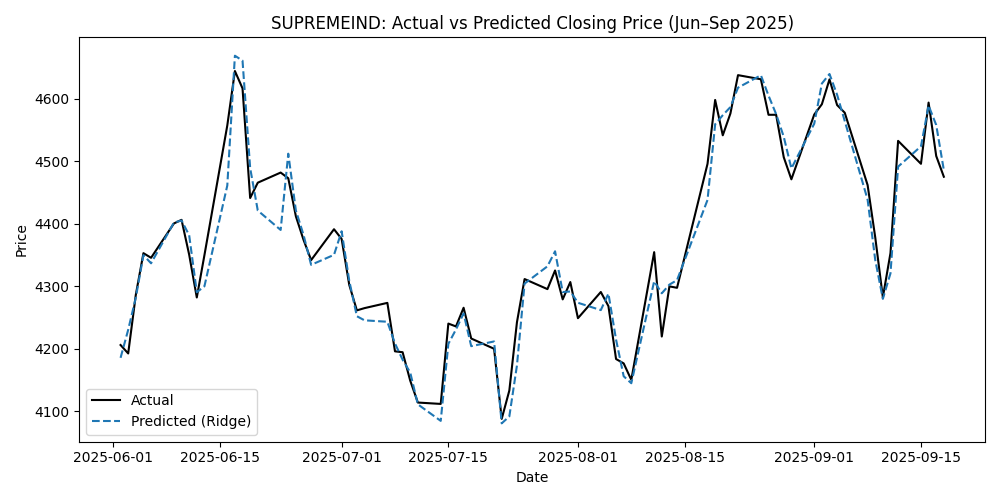 SUPREMEIND: Actual vs Predicted Closing Price (Jun–Sep 2025)
Price
4600
4500
4400
4300
4200
4100
Actual
Predicted (Ridge)
2025-06-01 2025-06-15 2025-07-01 2025-07-15 2025-08-01 2025-08-15 2025-09-01 2025-09-15
Date